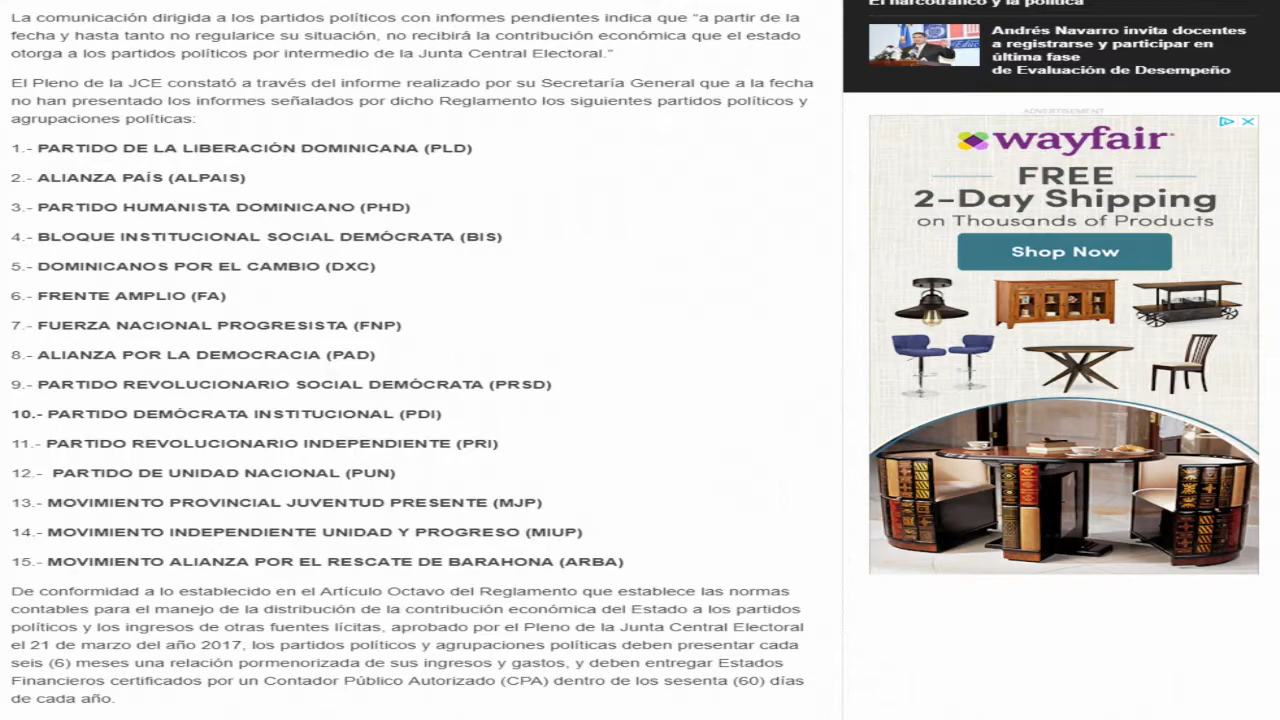 La comunicación dirigida a los partidos políticos con informes pendientes indica que “a partir de la
fecha y hasta tanto no regularice su situación, no recibirá la contribución económica que el estado
otorga a los partidos políticos por intermedio de la Junta Central Electoral.”
El Pleno de la JCE constató a través del informe realizado por su Secretaría General que a la fecha
no han presentado los informes señalados por dicho Reglamento los siguientes partidos políticos y
agrupaciones políticas:
1.- PARTIDO DE LA LIBERACIÓN DOMINICANA (PLD)
2.- ALIANZA PAÍS (ALPAIS)
3.- PARTIDO HUMANISTA DOMINICANO (PHD)
4.- BLOQUE INSTITUCIONAL SOCIAL DEMÓCRATA (BIS)
5.- DOMINICANOS POR EL CAMBIO (DXC)
6.- FRENTE AMPLIO (FA)
7.- FUERZA NACIONAL PROGRESISTA (FNP)
8.- ALIANZA POR LA DEMOCRACIA (PAD)
9.- PARTIDO REVOLUCIONARIO SOCIAL DEMÓCRATA (PRSD)
10.- PARTIDO DEMÓCRATA INSTITUCIONAL (PDI)
11.- PARTIDO REVOLUCIONARIO INDEPENDIENTE (PRI)
12.- PARTIDO DE UNIDAD NACIONAL (PUN)
13.- MOVIMIENTO PROVINCIAL JUVENTUD PRESENTE (MJP)
14.- MOVIMIENTO INDEPENDIENTE UNIDAD Y PROGRESO (MIUP)
15.- MOVIMIENTO ALIANZA POR EL RESCATE DE BARAHONA (ARBA)
De conformidad a lo establecido en el Artículo Octavo del Reglamento que establece las normas
contables para el manejo de la distribución de la contribución económica del Estado a los partidos
políticos y los ingresos de otras fuentes lícitas, aprobado por el Pleno de la Junta Central Electoral
el 21 de marzo del año 2017, los partidos políticos y agrupaciones políticas deben presentar cada
seis (6) meses una relación pormenorizada de sus ingresos y gastos, y deben entregar Estados
Financieros certificados por un Contador Público Autorizado (CPA) dentro de los sesenta (60) días
de cada año.
El narcotráfico y la política
Andrés Navarro invita docentes
a registrarse y participar en
última fase
de Evaluación de Desempeño
ADVERTISEMENT
wayfair
FREE
2-Day Shipping
on Thousands of Products
Shop Now